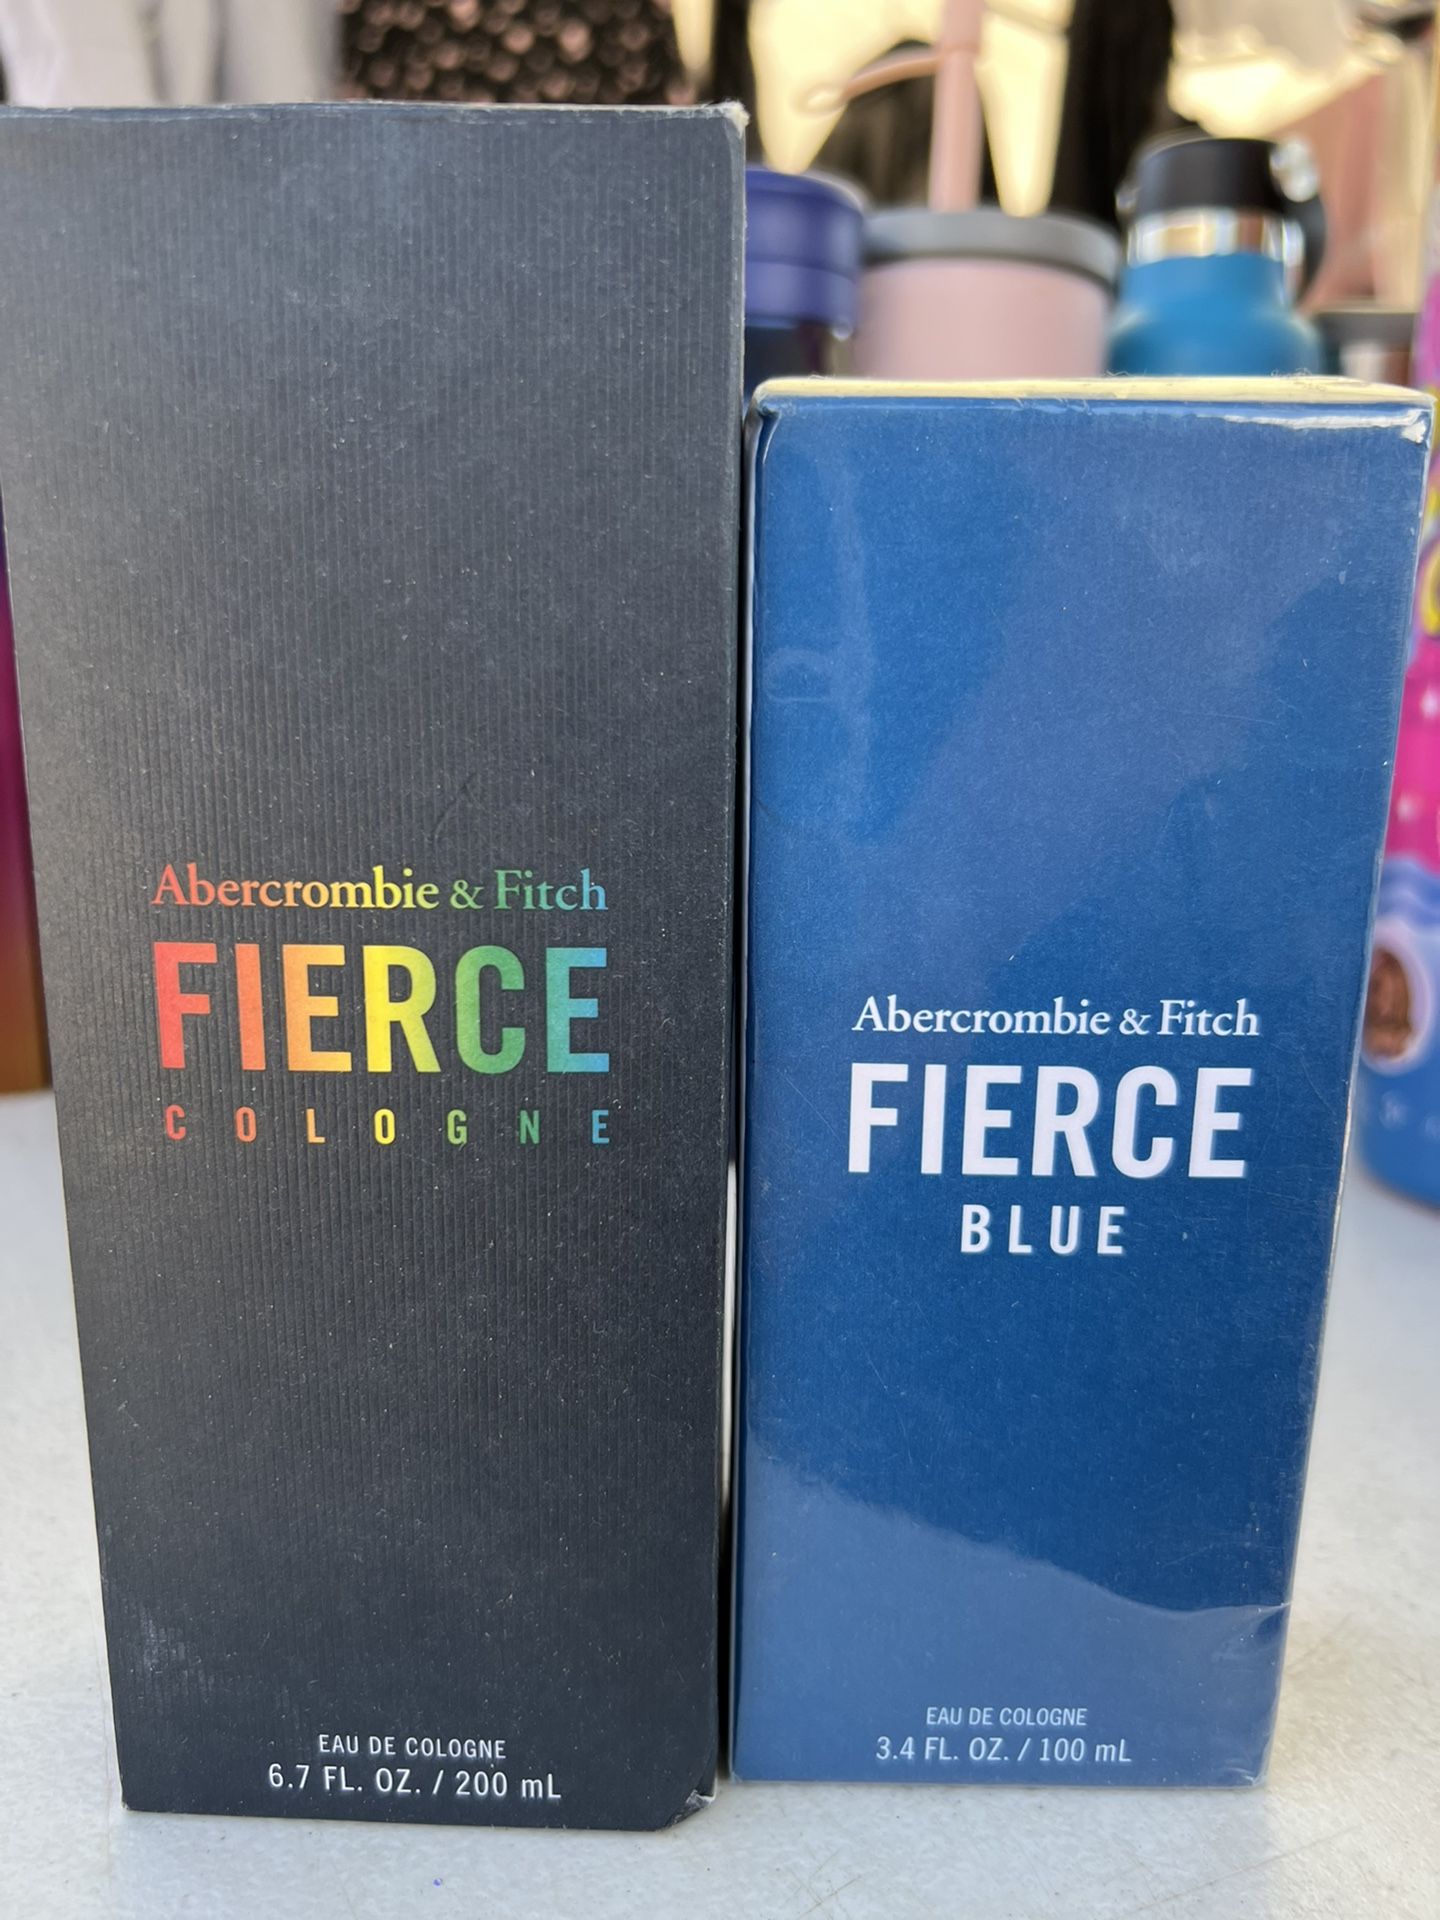 Abercrombie & Fitch
FIERCE
COLOGNE
EAU DE COLOGNE
6.7 FL. OZ. / 200 mL
Abercrombie & Fitch
FIERCE
BLUE
EAU DE COLOGNE
3.4 FL. OZ. / 100 mL